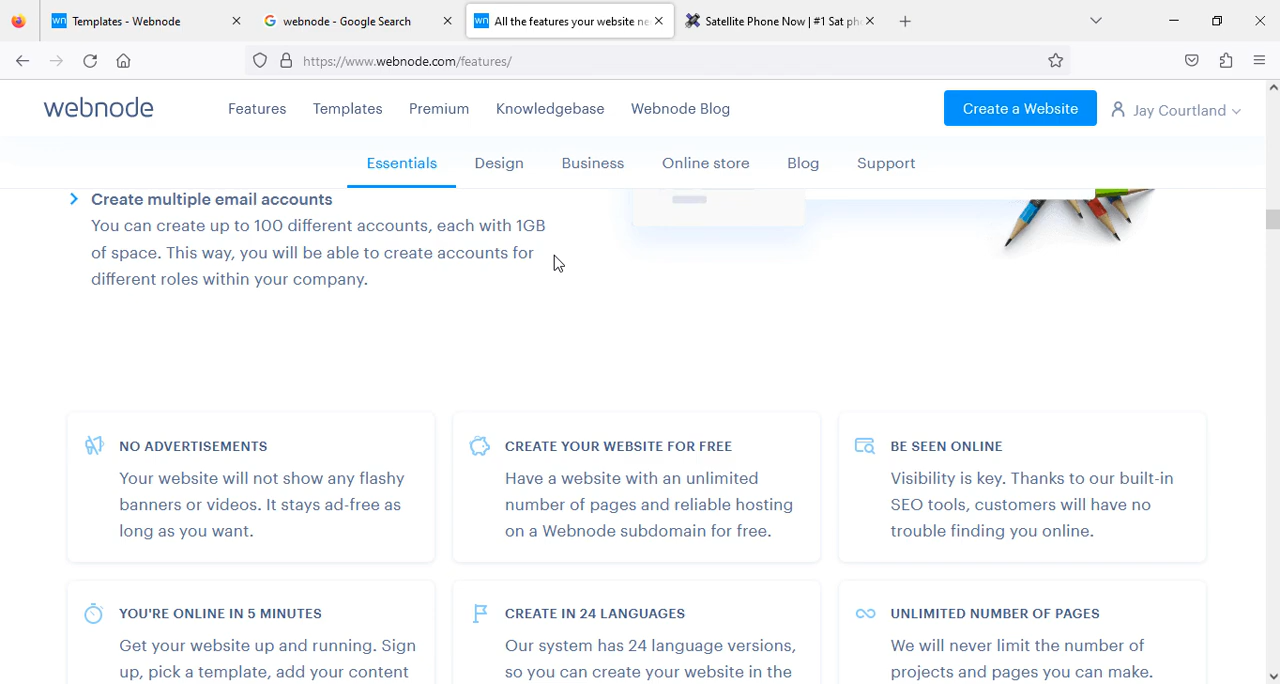 Templates - Webnode
webnode - Google Search
All the features your website ne
Satellite Phone Now | #1 Sat ph
https://www.webnode.com/features/
webnode
Features
Templates
Premium
Knowledgebase
Webnode Blog
Create a Website
Jay Courtland
Essentials
Design
Business
Online store
Blog
Support
Create multiple email accounts
You can create up to 100 different accounts, each with 1GB
of space. This way, you will be able to create accounts for
different roles within your company.
NO ADVERTISEMENTS
Your website will not show any flashy
banners or videos. It stays ad-free as
long as you want.
CREATE YOUR WEBSITE FOR FREE
Have a website with an unlimited
number of pages and reliable hosting
on a Webnode subdomain for free.
BE SEEN ONLINE
Visibility is key. Thanks to our built-in
SEO tools, customers will have no
trouble finding you online.
YOU'RE ONLINE IN 5 MINUTES
Get your website up and running. Sign
up, pick a template, add your content
CREATE IN 24 LANGUAGES
Our system has 24 language versions,
so you can create your website in the
UNLIMITED NUMBER OF PAGES
We will never limit the number of
projects and pages you can make.